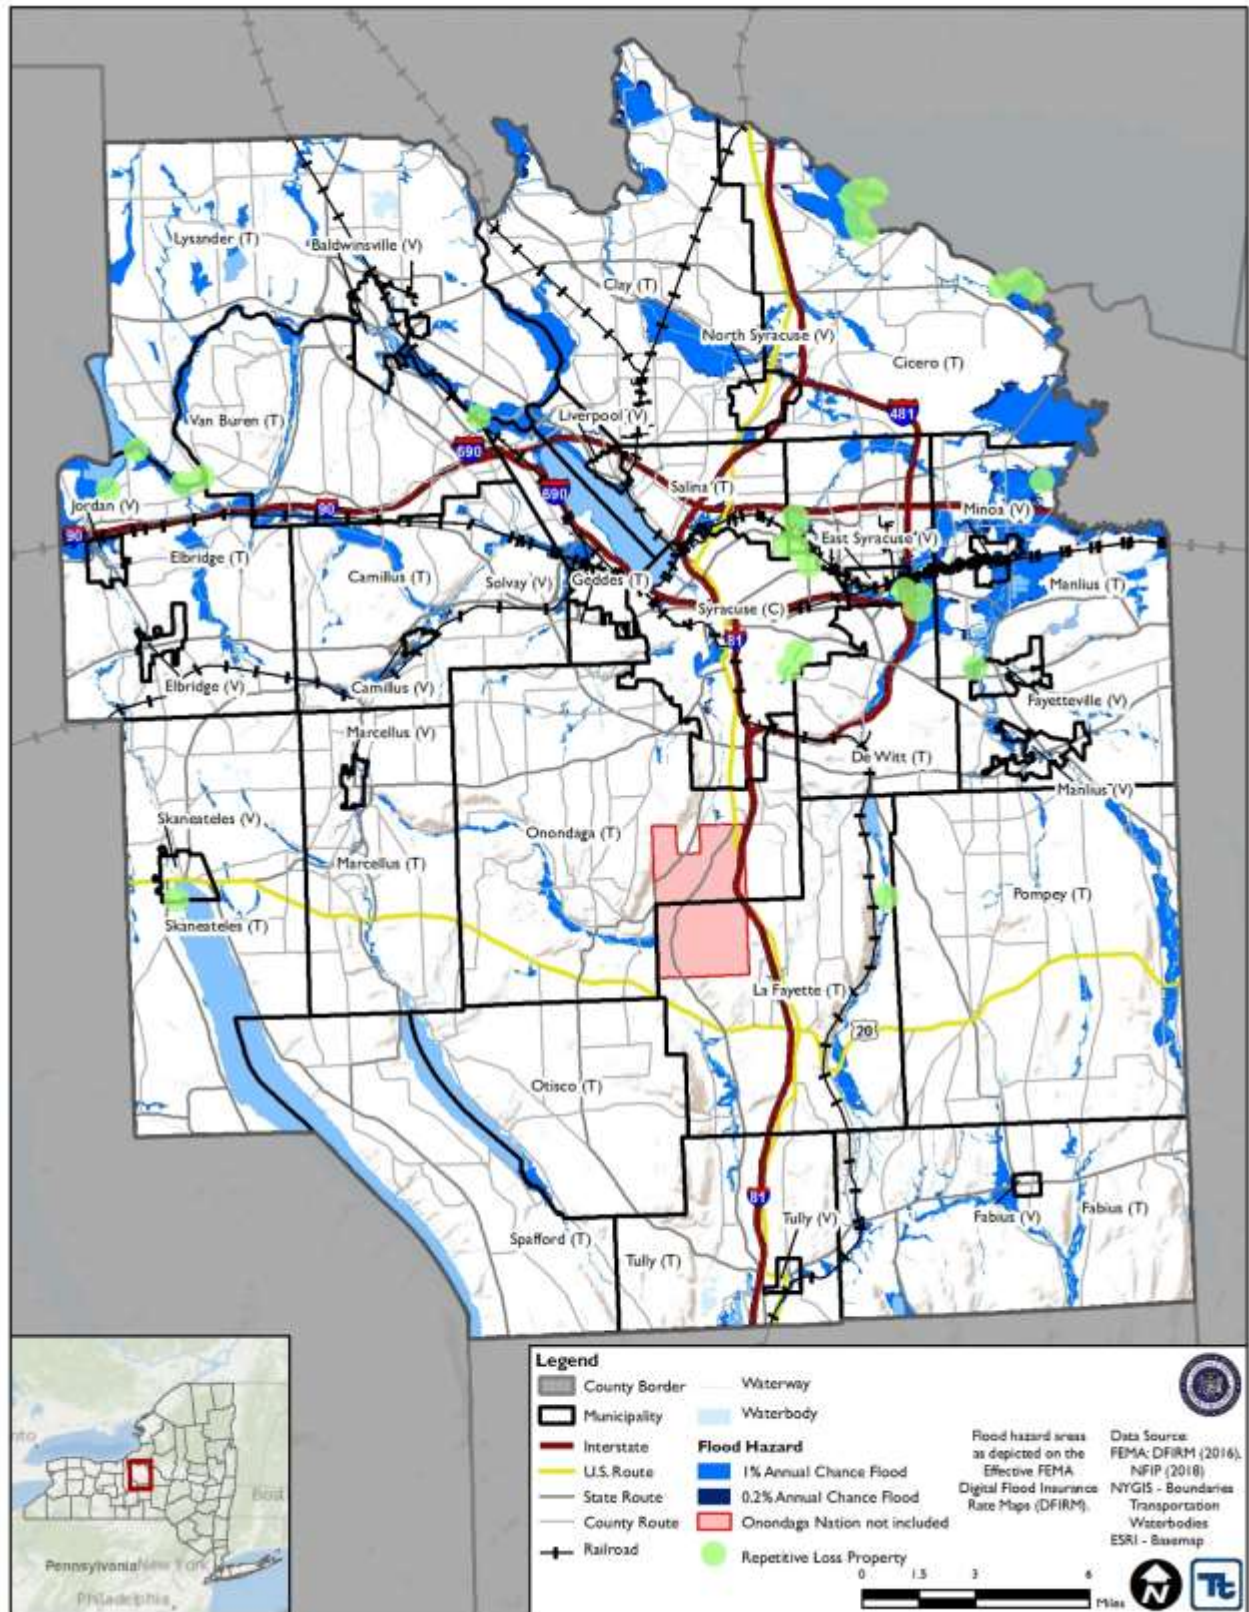 Lysander (T)
Baldwinsville (V)
Clay (T)
North Syracuse (V)
Cicero (T)
Van Buren (T)
Liverpool (V)
481
690
Salina (T)
690
Jordan (V)
90
Minoa (V)
90
East Syracuse (V)
Elbridge (T)
Camillus (T)
Solvay (V)
Geddes (T)
Manlius (T)
Syracuse (C)
81
Elbridge (V)
Camillus (V)
Fayetteville (V)
Marcellus (V)
De Witt (T)
Manlius (V)
Skaneateles (V)
Onondaga (T)
Marcellus (T)
Pompey (T)
Skaneateles (T)
La Fayette (T)
20
Otisco (T)
81
Tully (V)
Fabius (V)
Fabius (T)
Spafford (T)
Tully (T)
nto
Bost
Pennsylvania
New York
Philadelphia
Legend
County Border
Municipality
Interstate
U.S. Route
State Route
County Route
Railroad
Waterway
Waterbody
Flood Hazard
1% Annual Chance Flood
0.2% Annual Chance Flood
Onondaga Nation not included
Repetitive Loss Property
Flood hazard areas
as depicted on the
Effective FEMA
Digital Flood Insurance
Rate Maps (DFIRM).
Data Source:
FEMA: DFIRM (2016),
NFIP (2018)
NYGIS - Boundaries
Transportation
Waterbodies
ESRI - Basemap
0 1.5 3 6
Miles
N
Tt